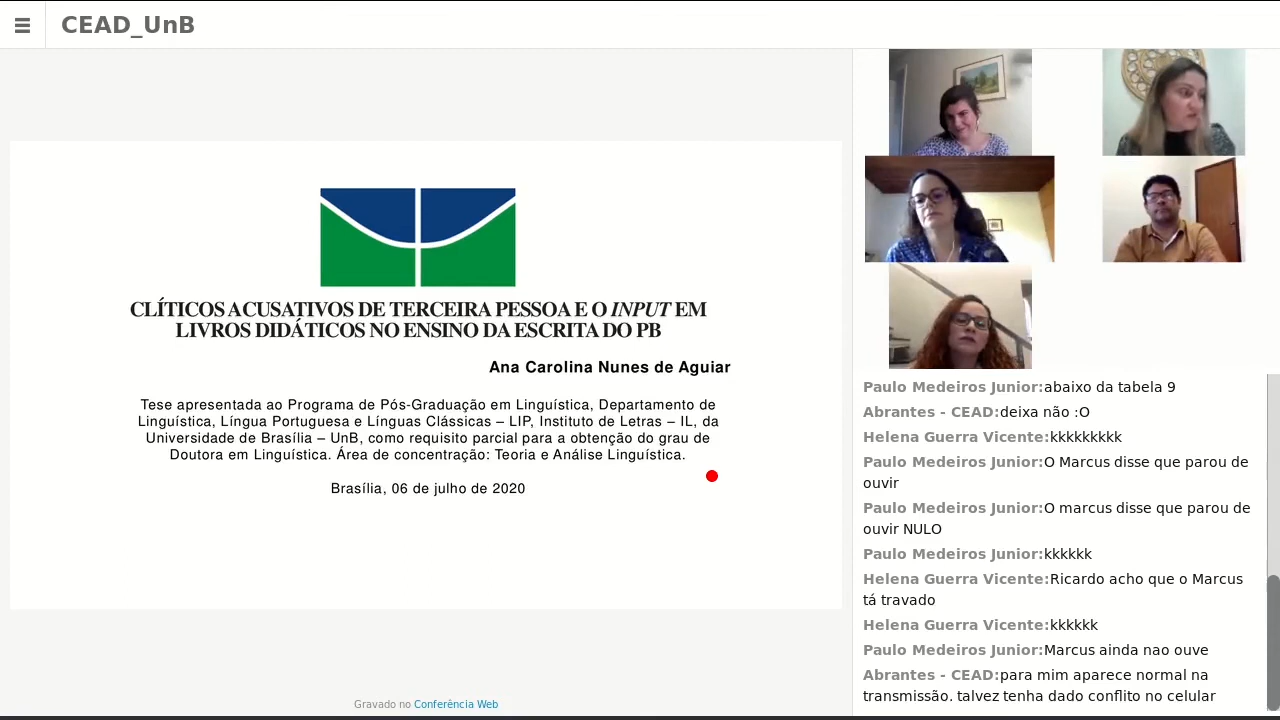 CEAD_UnB
CLÍTICOS ACUSATIVOS DE TERCEIRA PESSOA E O INPUT EM
LIVROS DIDÁTICOS NO ENSINO DA ESCRITA DO PB
Ana Carolina Nunes de Aguiar
Tese apresentada ao Programa de Pós-Graduação em Linguística, Departamento de
Linguística, Língua Portuguesa e Línguas Clássicas – LIP, Instituto de Letras – IL, da
Universidade de Brasília – UnB, como requisito parcial para a obtenção do grau de
Doutora em Linguística. Área de concentração: Teoria e Análise Linguística.
Brasília, 06 de julho de 2020
Gravado no Conferência Web
Paulo Medeiros Junior:abaixo da tabela 9
Abrantes - CEAD:deixa não :O
Helena Guerra Vicente:kkkkkkkkk
Paulo Medeiros Junior:O Marcus disse que parou de
ouvir
Paulo Medeiros Junior:O marcus disse que parou de
ouvir NULO
Paulo Medeiros Junior:kkkkkk
Helena Guerra Vicente:Ricardo acho que o Marcus
tá travado
Helena Guerra Vicente:kkkkkk
Paulo Medeiros Junior:Marcus ainda nao ouve
Abrantes - CEAD:para mim aparece normal na
transmissão. talvez tenha dado conflito no celular